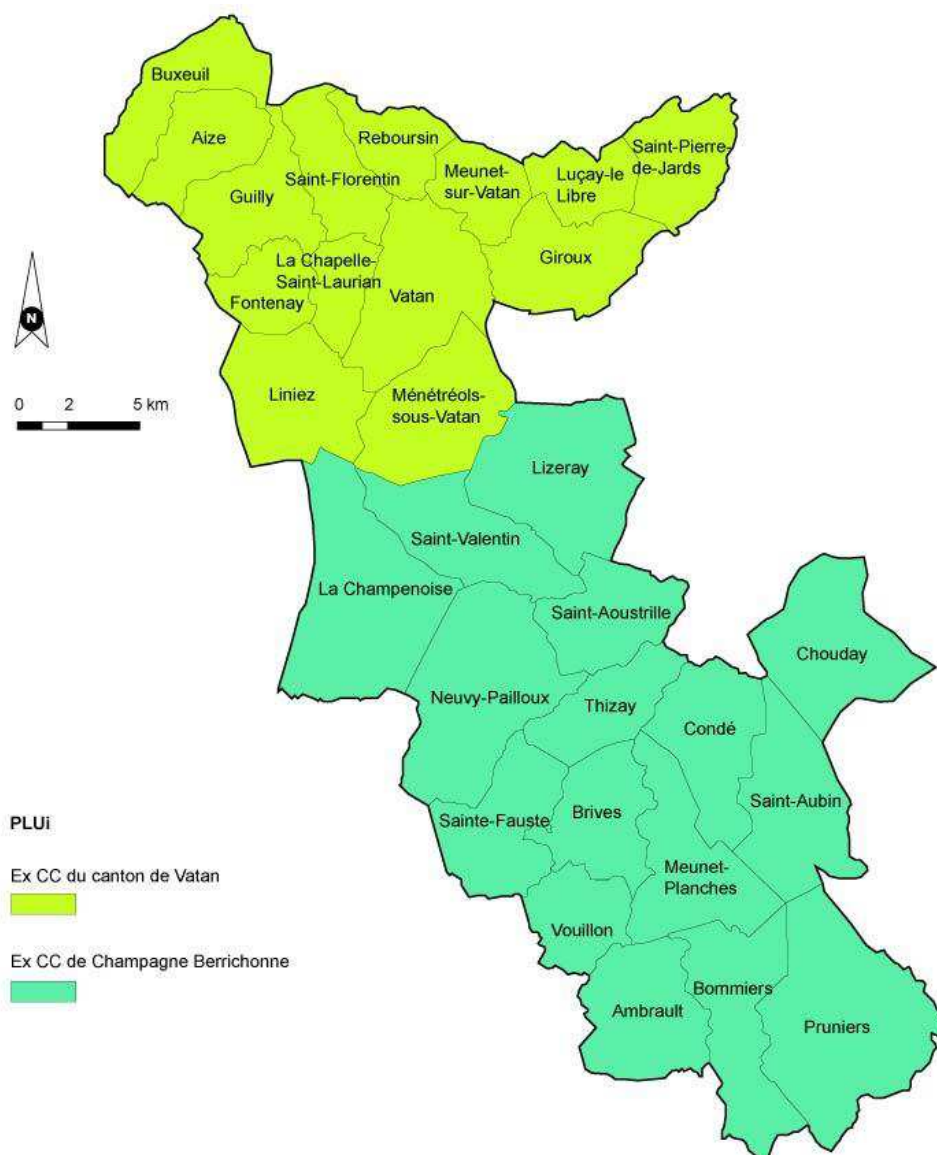 Buxeuil
Aize
Reboursin
Saint-Pierre-
de-Jards
Saint-Florentin
Meunet-
sur-Vatan
Luçay-le
Libre
Guilly
La Chapelle-
Saint-Laurian
Giroux
Fontenay
Vatan
N
Liniez
Ménétréols-
sous-Vatan
0 2 5 km
Lizeray
Saint-Valentin
La Champenoise
Saint-Aoustrille
Chouday
Neuvy-Pailloux
Thizay
Condé
Saint-Aubin
Sainte-Fauste
Brives
Meunet-
Planches
PLUi
Ex CC du canton de Vatan
Vouillon
Ex CC de Champagne Berrichonne
Bommiers
Ambrault
Pruniers